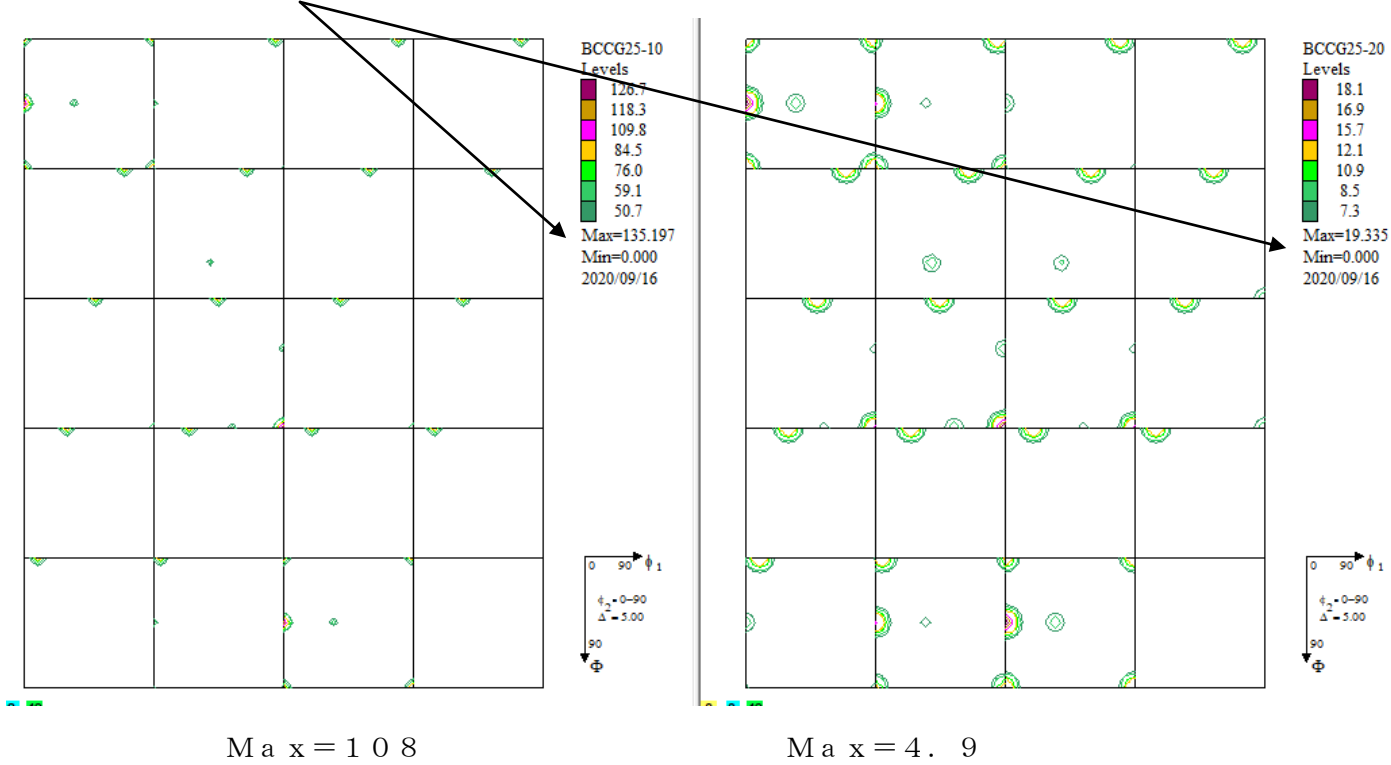 BCCG25-10
Levels
126.7
118.3
109.8
84.5
76.0
59.1
50.7
Max=135.197
Min=0.000
2020/09/16
0 90 ϕ1
ϕ2=0-90
Δ=5.00
90
Φ
BCCG25-20
Levels
18.1
16.9
15.7
12.1
10.9
8.5
7.3
Max=19.335
Min=0.000
2020/09/16
0 90 ϕ1
ϕ2=0-90
Δ=5.00
90
Φ
Ｍａｘ＝１０８
Ｍａｘ＝４．９